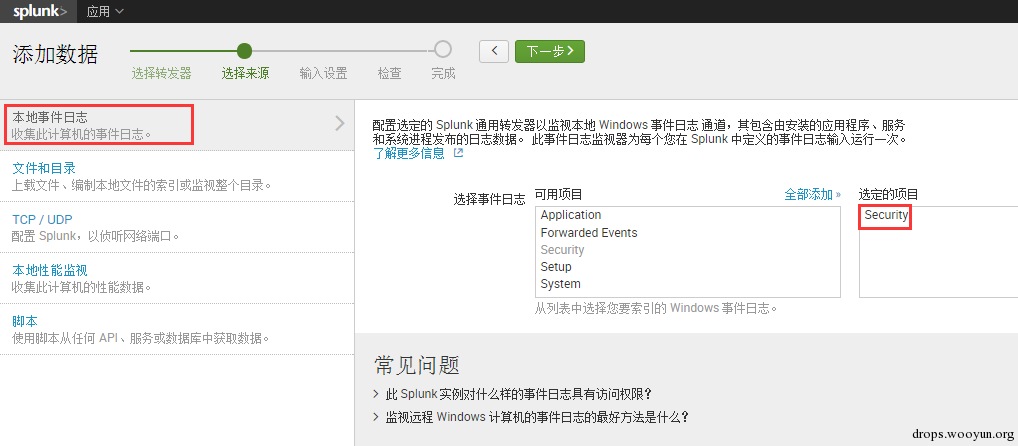 splunk> 应用
添加数据
选择转发器 选择来源 输入设置 检查 完成
< 下一步 >
本地事件日志
收集此计算机的事件日志。
文件和目录
上载文件、编制本地文件的索引或监视整个目录。
TCP / UDP
配置 Splunk，以侦听网络端口。
本地性能监视
收集此计算机的性能数据。
脚本
使用脚本从任何 API、服务或数据库中获取数据。
配置选定的 Splunk 通用转发器以监视本地 Windows 事件日志 通道，其包含由安装的应用程序、服务
和系统进程发布的日志数据。 此事件日志监视器为每个您在 Splunk 中定义的事件日志输入运行一次。
了解更多信息
选择事件日志
可用项目 全部添加 »
Application
Forwarded Events
Security
Setup
System
选定的项目
Security
从列表中选择您要索引的 Windows 事件日志。
常见问题
> 此 Splunk 实例对什么样的事件日志具有访问权限？
> 监视远程 Windows 计算机的事件日志的最好方法是什么？
drops.wooyun.org